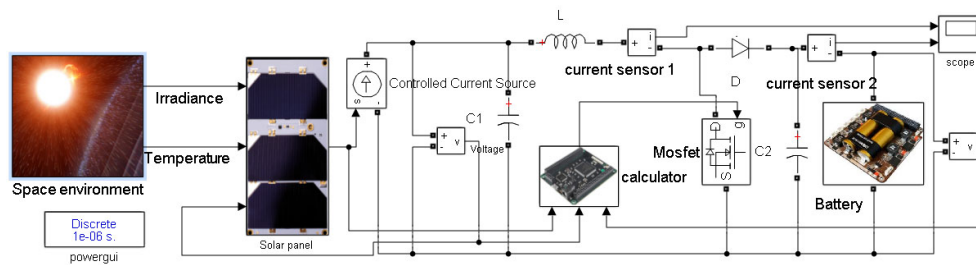 L
Controlled Current Source
current sensor 1
D
current sensor 2
scope
Irradiance
C1
Temperature
Voltage
Space environment
Solar panel
Discrete
1e-06 s.
powergui
calculator
Mosfet
C2
Battery
+
-
s
i
v
g
D
S